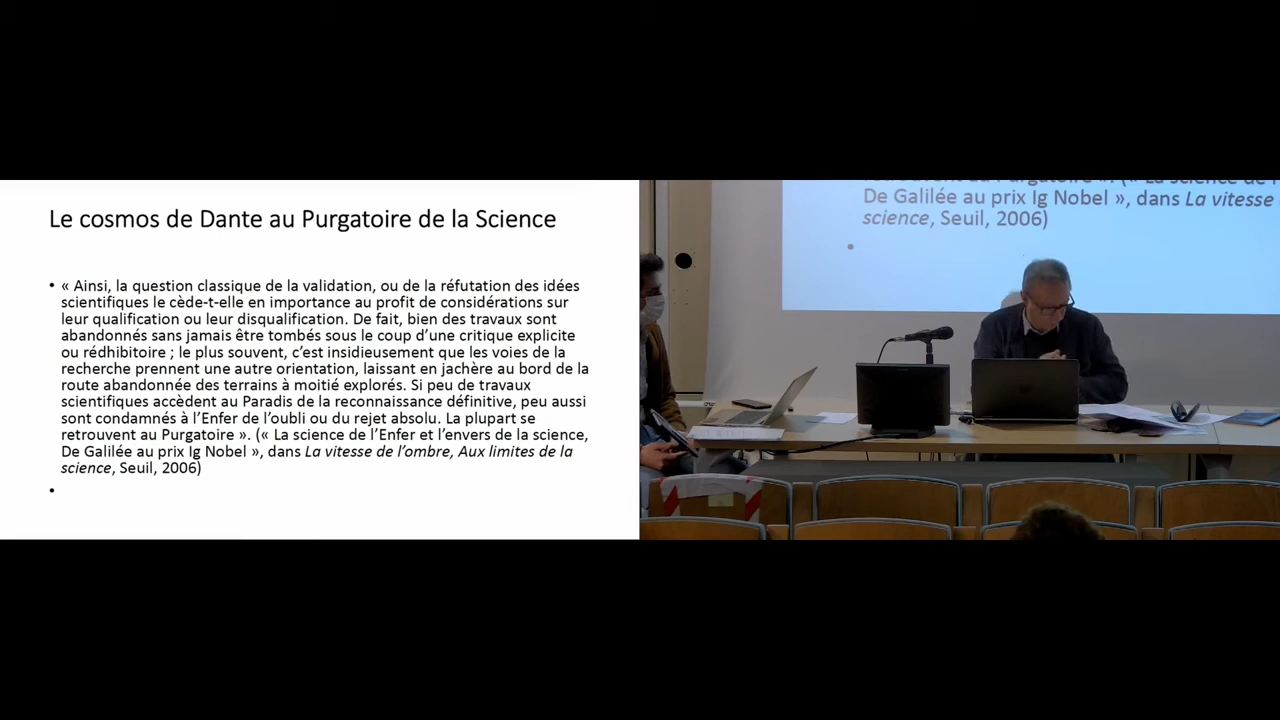 Le cosmos de Dante au Purgatoire de la Science
• « Ainsi, la question classique de la validation, ou de la réfutation des idées
scientifiques le cède-t-elle en importance au profit de considérations sur
leur qualification ou leur disqualification. De fait, bien des travaux sont
abandonnés sans jamais être tombés sous le coup d’une critique explicite
ou rédhibitoire ; le plus souvent, c’est insidieusement que les voies de la
recherche prennent une autre orientation, laissant en jachère au bord de la
route abandonnée des terrains à moitié explorés. Si peu de travaux
scientifiques accèdent au Paradis de la reconnaissance définitive, peu aussi
sont condamnés à l’Enfer de l’oubli ou du rejet absolu. La plupart se
retrouvent au Purgatoire ». (« La science de l’Enfer et l’envers de la science,
De Galilée au prix Ig Nobel », dans La vitesse de l’ombre, Aux limites de la
science, Seuil, 2006)
•
retrouvent au Purgatoire ». (« La science de l
De Galilée au prix Ig Nobel », dans La vitesse
science, Seuil, 2006)
•